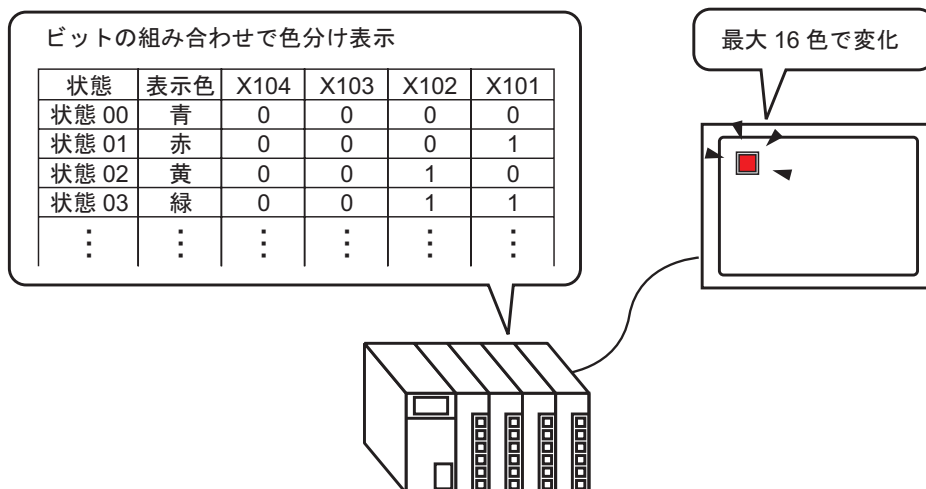 ビットの組み合わせで色分け表示
状態 表示色 X104 X103 X102 X101
状態 00 青 0 0 0 0
状態 01 赤 0 0 0 1
状態 02 黄 0 0 1 0
状態 03 緑 0 0 1 1
⋮ ⋮ ⋮ ⋮ ⋮ ⋮
最大 16 色で変化